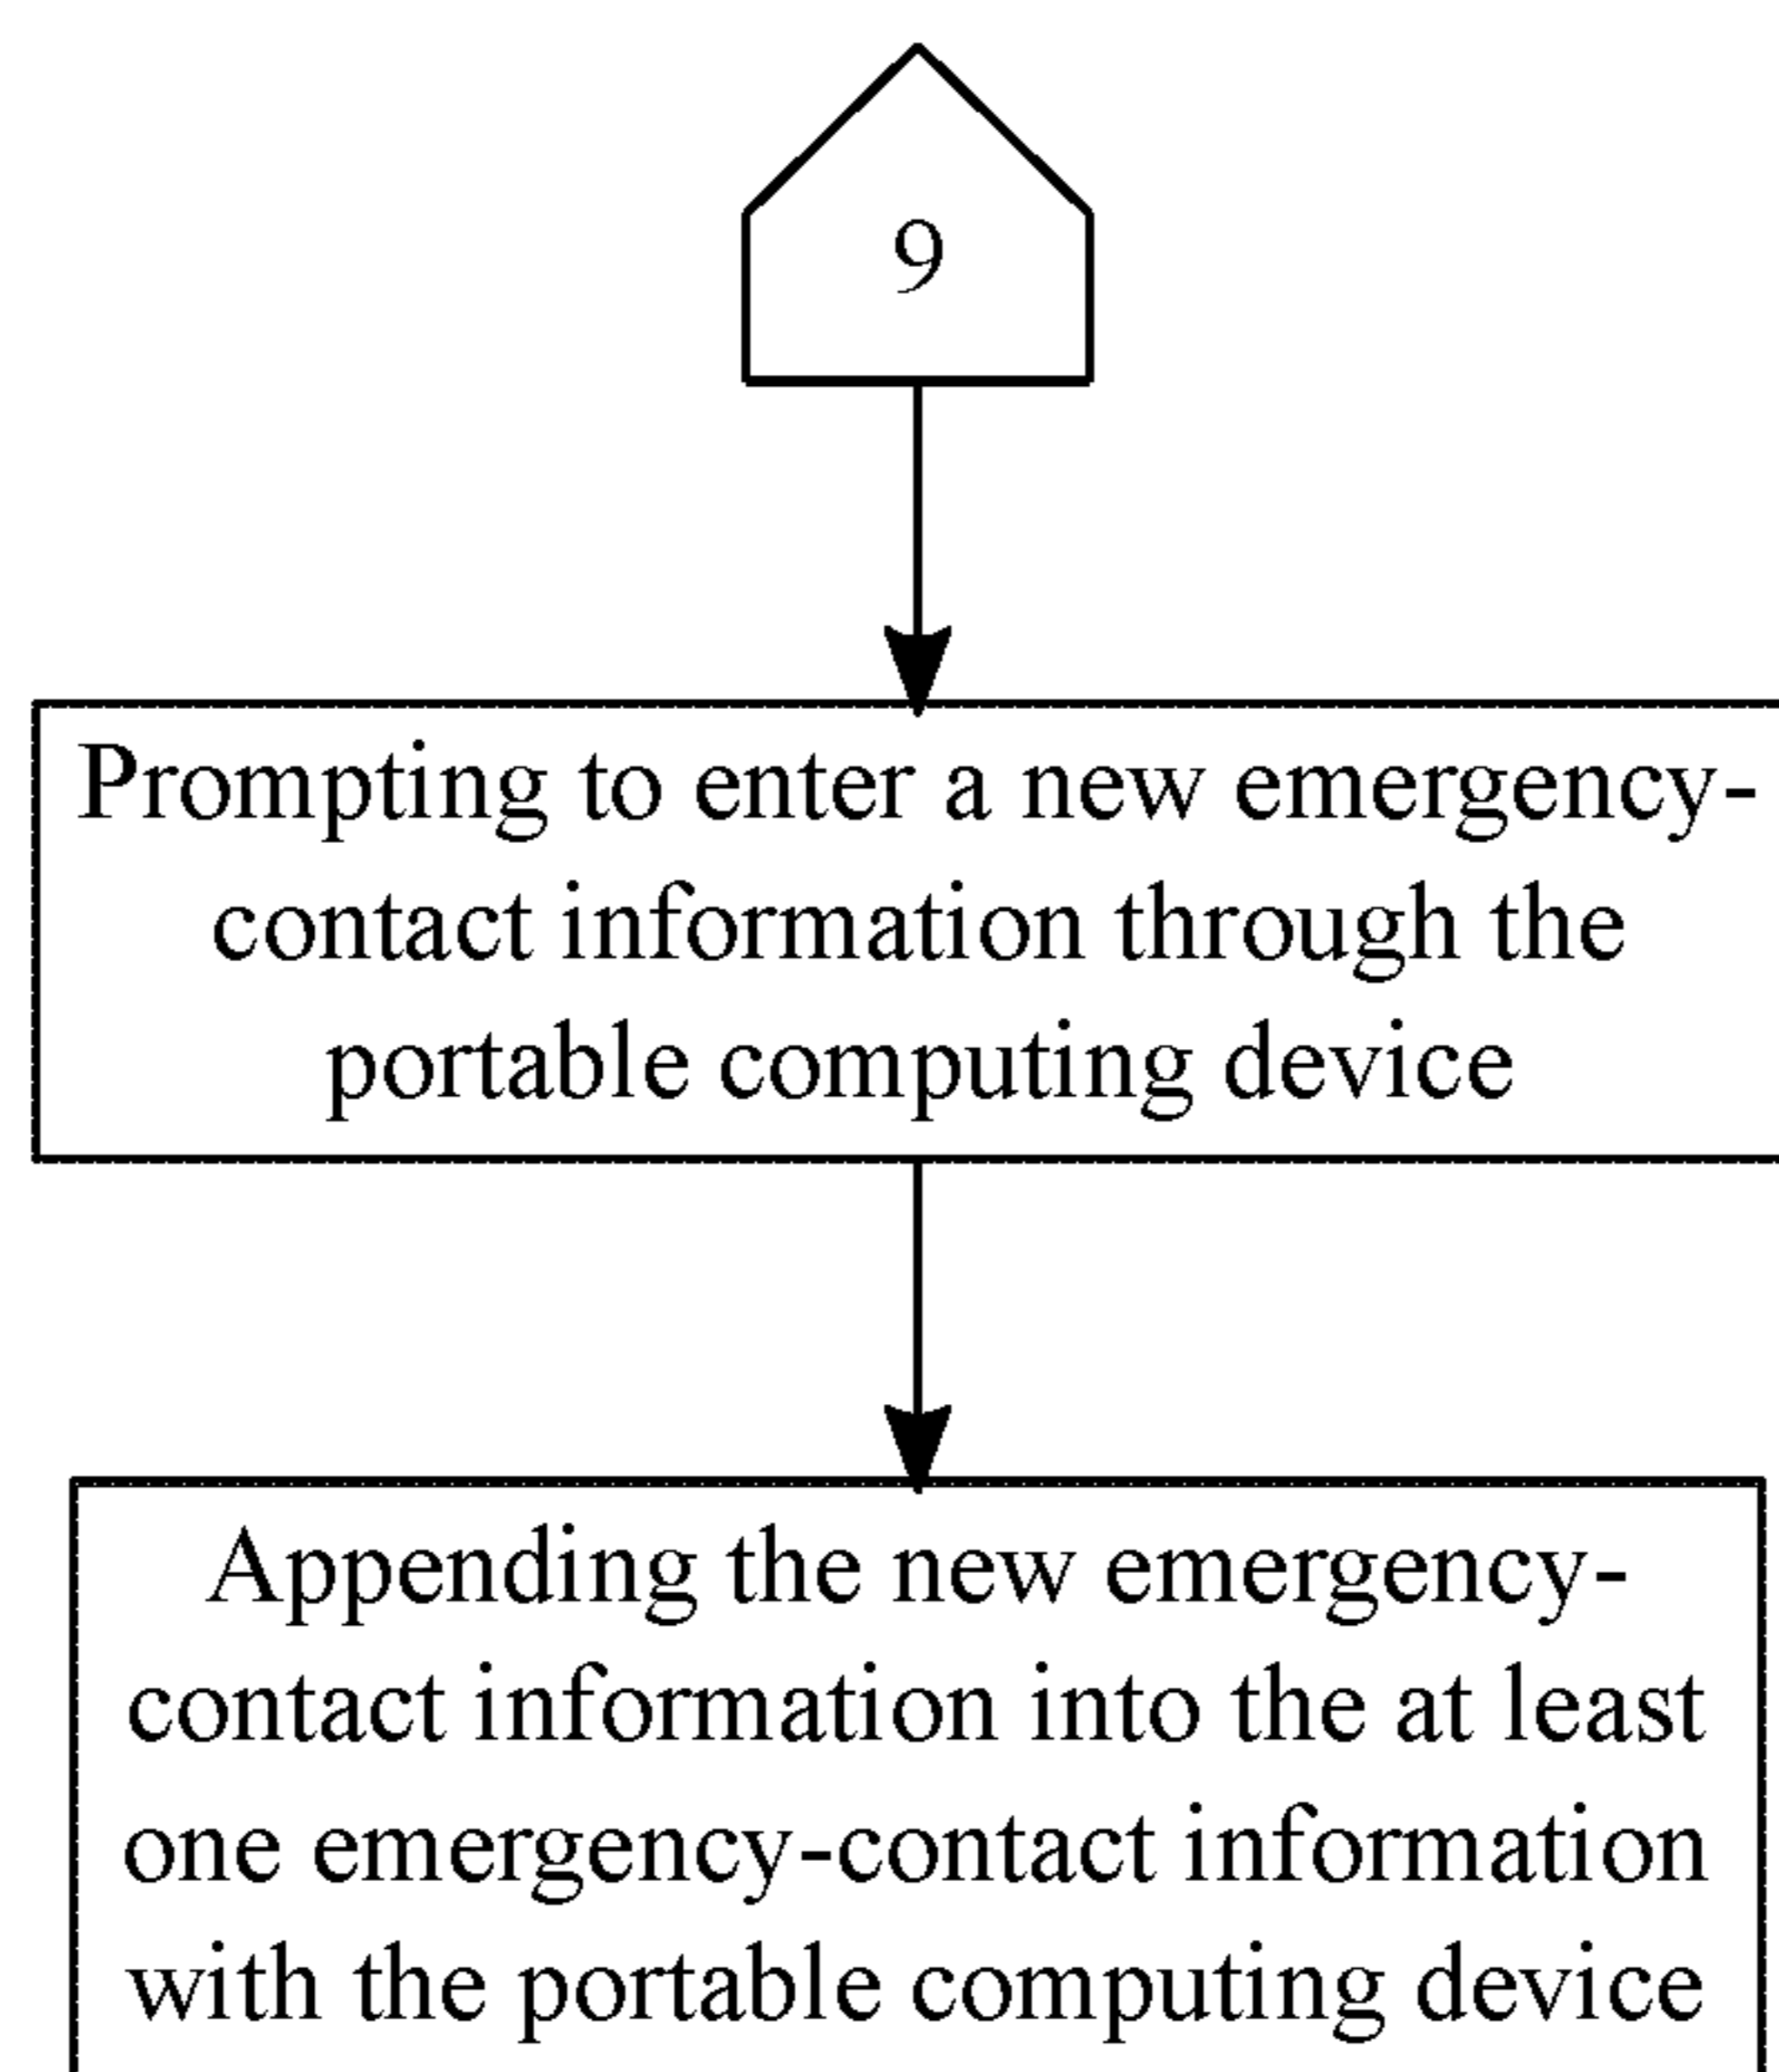 9
Prompting to enter a new emergency-
contact information through the
portable computing device
Appending the new emergency-
contact information into the at least
one emergency-contact information
with the portable computing device